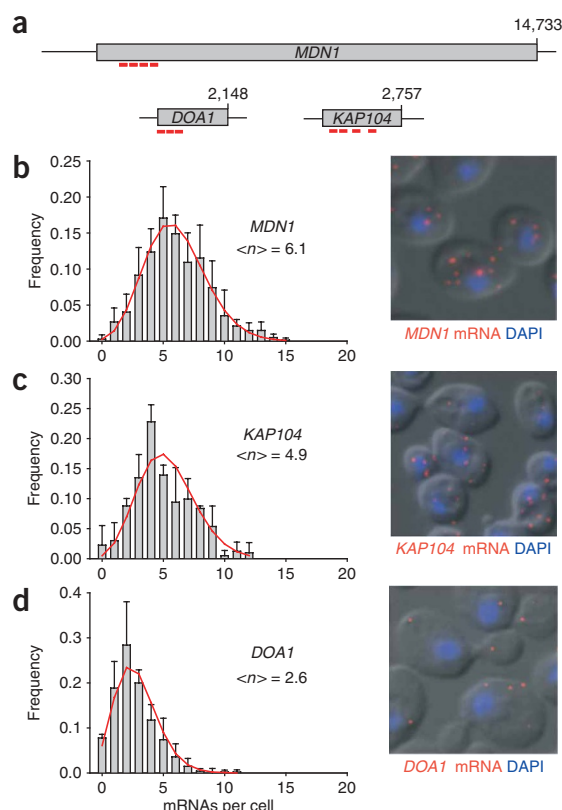 a
14,733
MDN1
2,148
DOA1
2,757
KAP104
b
Frequency
0.25
0.20
0.15
0.10
0.05
0.00
0 5 10 15 20
MDN1
<n> = 6.1
MDN1 mRNA DAPI
c
Frequency
0.30
0.25
0.20
0.15
0.10
0.05
0.00
0 5 10 15 20
KAP104
<n> = 4.9
KAP104 mRNA DAPI
d
Frequency
0.4
0.3
0.2
0.1
0.0
0 5 10 15 20
mRNAs per cell
DOA1
<n> = 2.6
DOA1 mRNA DAPI